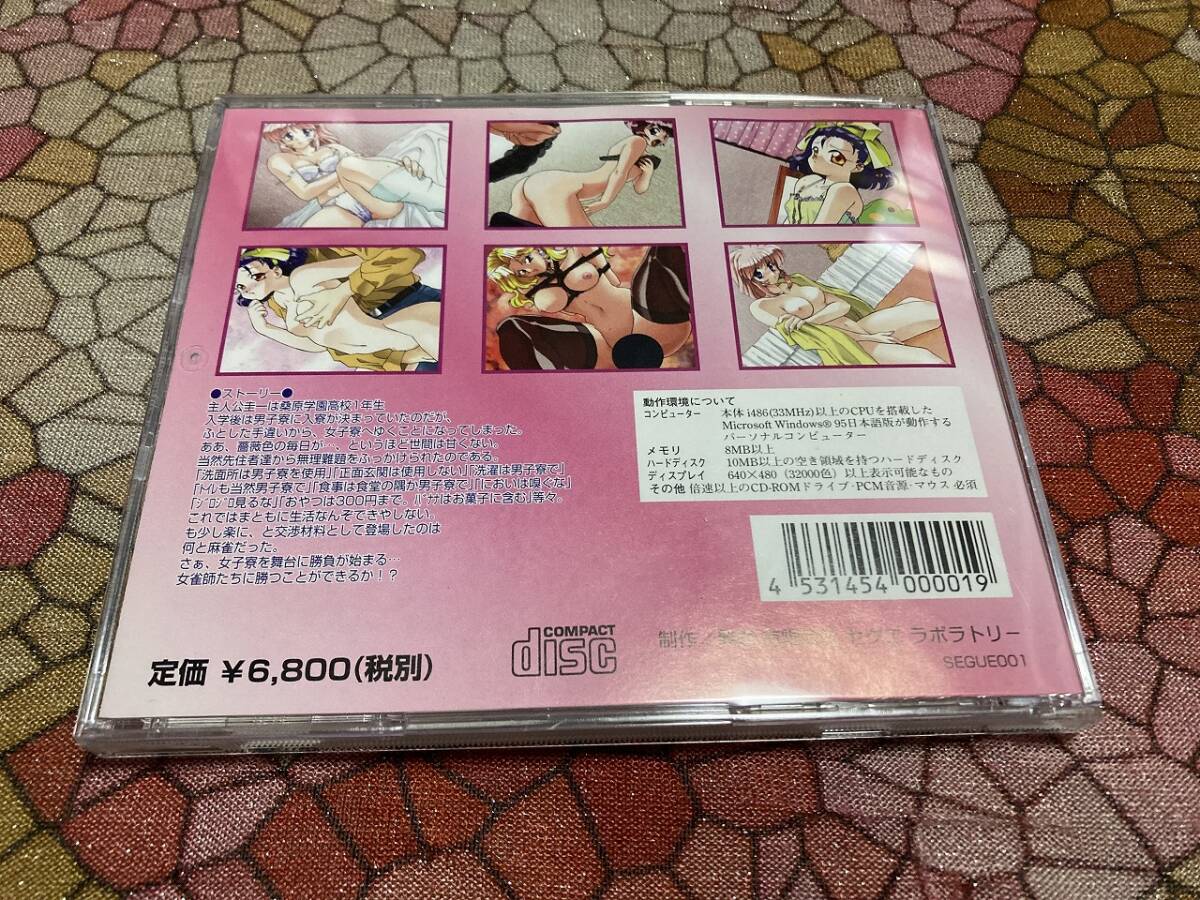 ●ストーリー●
主人公圭一は桑原学園高校1年生
入学後は男子寮に入寮が決まっていたのだが、
ふとした手違いから、女子寮へゆくことになってしまった。
ああ、薔薇色の毎日が…、というほど世間は甘くない。
当然先住者達から無理難題をふっかけられたのである。
「洗面所は男子寮を使用」「正面玄関は使用しない」「洗濯は男子寮で」
「トイレも当然男子寮で」「食事は食堂の隅か男子寮で」「においは嗅ぐな」
「ジロジロ見るな」「おやつは300円まで、バナナはお菓子に含む」等々。
これではまともに生活なんぞできやしない。
も少し楽に、と交渉材料として登場したのは
何と麻雀だった。
さぁ、女子寮を舞台に勝負が始まる…
女雀師たちに勝つことができるか!?
動作環境について
コンピューター 本体 i486(33MHz)以上のCPUを搭載した
Microsoft Windows® 95日本語版が動作する
パーソナルコンピューター
メモリ 8MB以上
ハードディスク 10MB以上の空き領域を持つハードディスク
ディスプレイ 640×480(32000色)以上表示可能なもの
その他 倍速以上のCD-ROMドライブ・PCM音源・マウス 必須
4 531454 000019
制作/ セグエ ラボラトリー
SEGUE001
COMPACT
disc
定価 ¥6,800(税別)